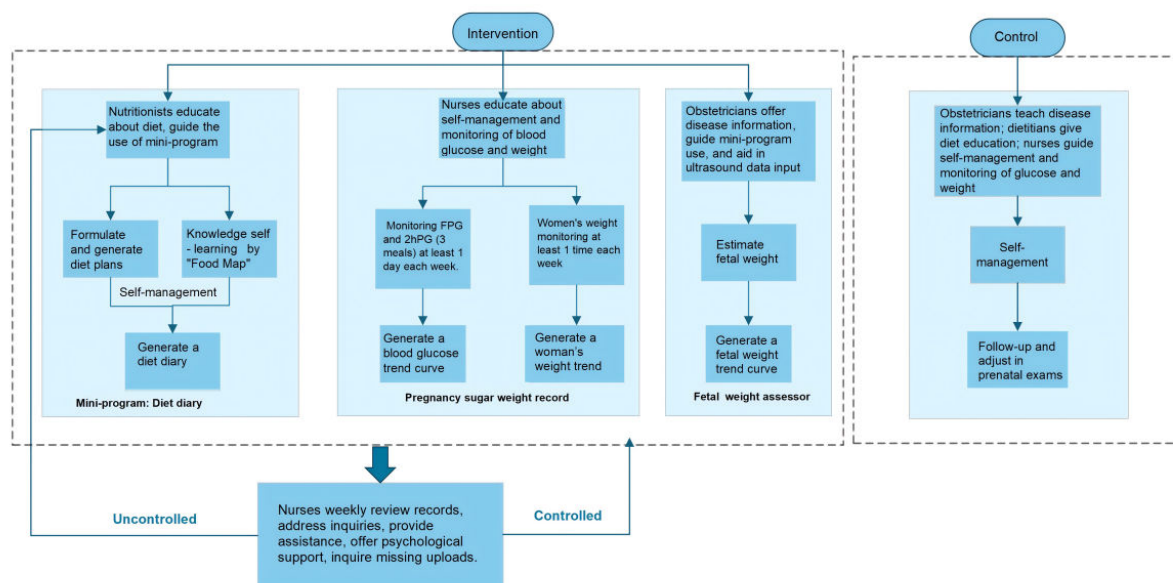 Intervention
Control
Nutritionists educate
about diet, guide the
use of mini-program
Formulate
and generate
diet plans
Knowledge self
- learning by
"Food Map"
Self-management
Generate a
diet diary
Mini-program: Diet diary
Nurses educate about
self-management and
monitoring of blood
glucose and weight
Monitoring FPG
and 2hPG (3
meals) at least 1
day each week.
Women's weight
monitoring at
least 1 time each
week
Generate a
blood glucose
trend curve
Generate a
woman's
weight trend
Pregnancy sugar weight record
Obstetricians offer
disease information,
guide mini-program
use, and aid in
ultrasound data input
Estimate
fetal weight
Generate a
fetal weight
trend curve
Fetal weight assessor
Obstetricians teach disease
information; dietitians give
diet education; nurses guide
self-management and
monitoring of glucose and
weight
Self-
management
Follow-up and
adjust in
prenatal exams
Uncontrolled
Nurses weekly review records,
address inquiries, provide
assistance, offer psychological
support, inquire missing uploads.
Controlled